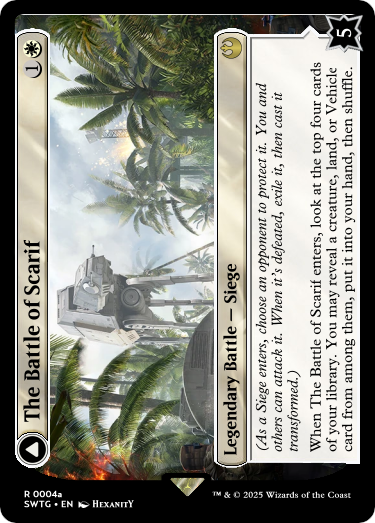 The Battle of Scarif
1
Legendary Battle — Siege
(As a Siege enters, choose an opponent to protect it. You and
others can attack it. When it's defeated, exile it, then cast it
transformed.)
When The Battle of Scarif enters, look at the top four cards
of your library. You may reveal a creature, land, or Vehicle
card from among them, put it into your hand, then shuffle.
5
R 0004a
SWTG • EN HEXANITY
™ & © 2025 Wizards of the Coast